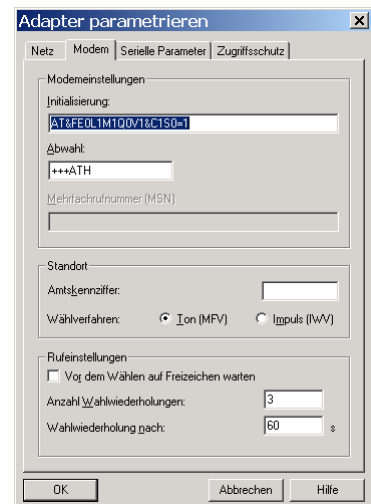 Adapter parametrieren
Netz Modem Serielle Parameter Zugriffsschutz
Modemeinstellungen
Initialisierung:
AT&FE0L1M1Q0V1&C1S0=1
Abwahl:
+++ATH
Mehrfachrufnummer (MSN):
Standort
Amtskennziffer:
Wählverfahren: Ton (MFV) Impuls (IWV)
Rufeinstellungen
Vor dem Wählen auf Freizeichen warten
Anzahl Wahlwiederholungen: 3
Wahlwiederholung nach: 60 s
OK Abbrechen Hilfe